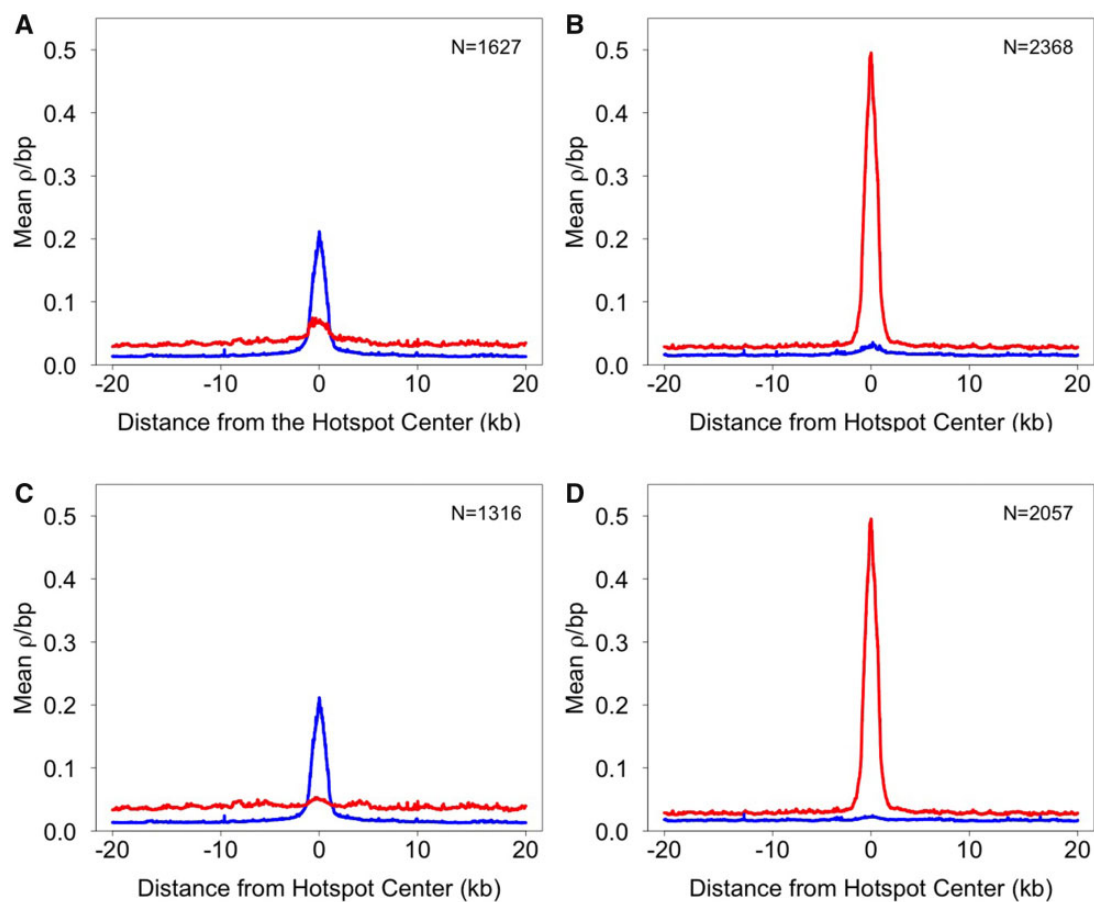 A
N=1627
Mean ρ/bp
0.5
0.4
0.3
0.2
0.1
0.0
-20 -10 0 10 20
Distance from the Hotspot Center (kb)
B
N=2368
Mean ρ/bp
0.5
0.4
0.3
0.2
0.1
0.0
-20 -10 0 10 20
Distance from Hotspot Center (kb)
C
N=1316
Mean ρ/bp
0.5
0.4
0.3
0.2
0.1
0.0
-20 -10 0 10 20
Distance from Hotspot Center (kb)
D
N=2057
Mean ρ/bp
0.5
0.4
0.3
0.2
0.1
0.0
-20 -10 0 10 20
Distance from Hotspot Center (kb)